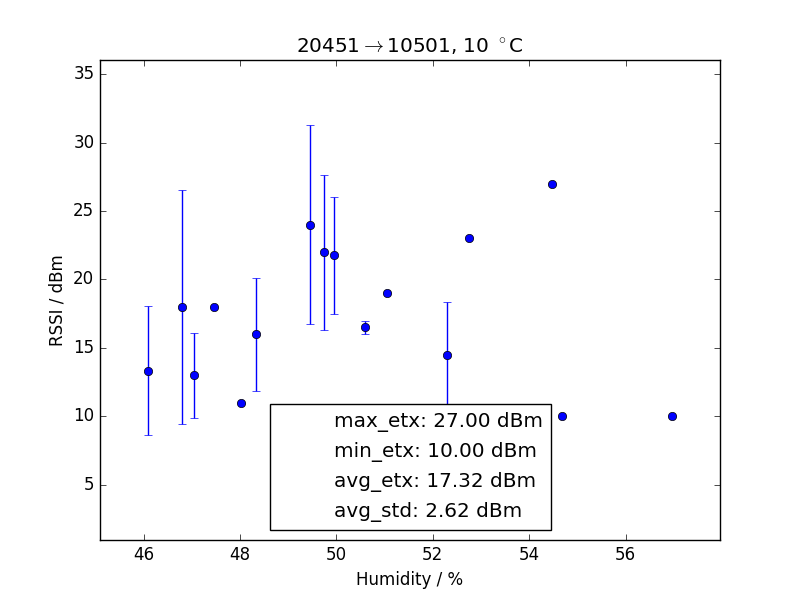 20451→10501, 10 °C
RSSI / dBm
35
30
25
20
15
10
5
max_etx: 27.00 dBm
min_etx: 10.00 dBm
avg_etx: 17.32 dBm
avg_std: 2.62 dBm
46 48 50 52 54 56
Humidity / %